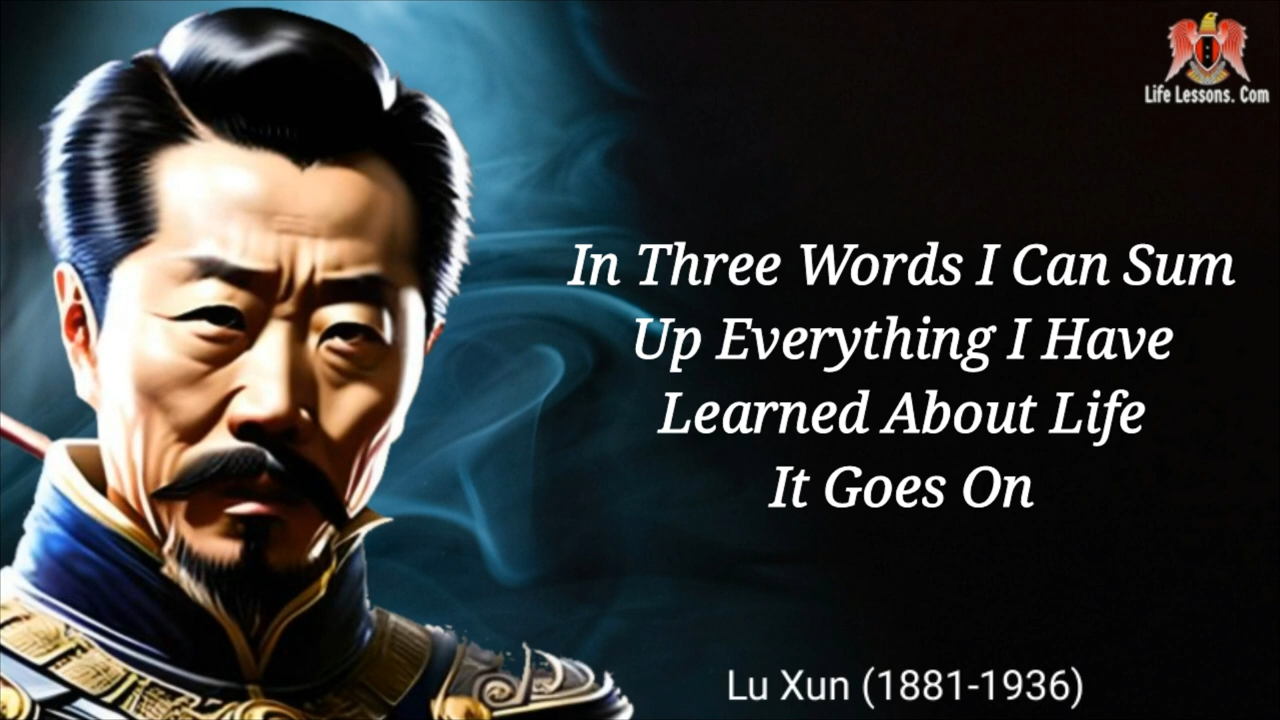 Life Lessons. Com
In Three Words I Can Sum
Up Everything I Have
Learned About Life
It Goes On
Lu Xun (1881-1936)